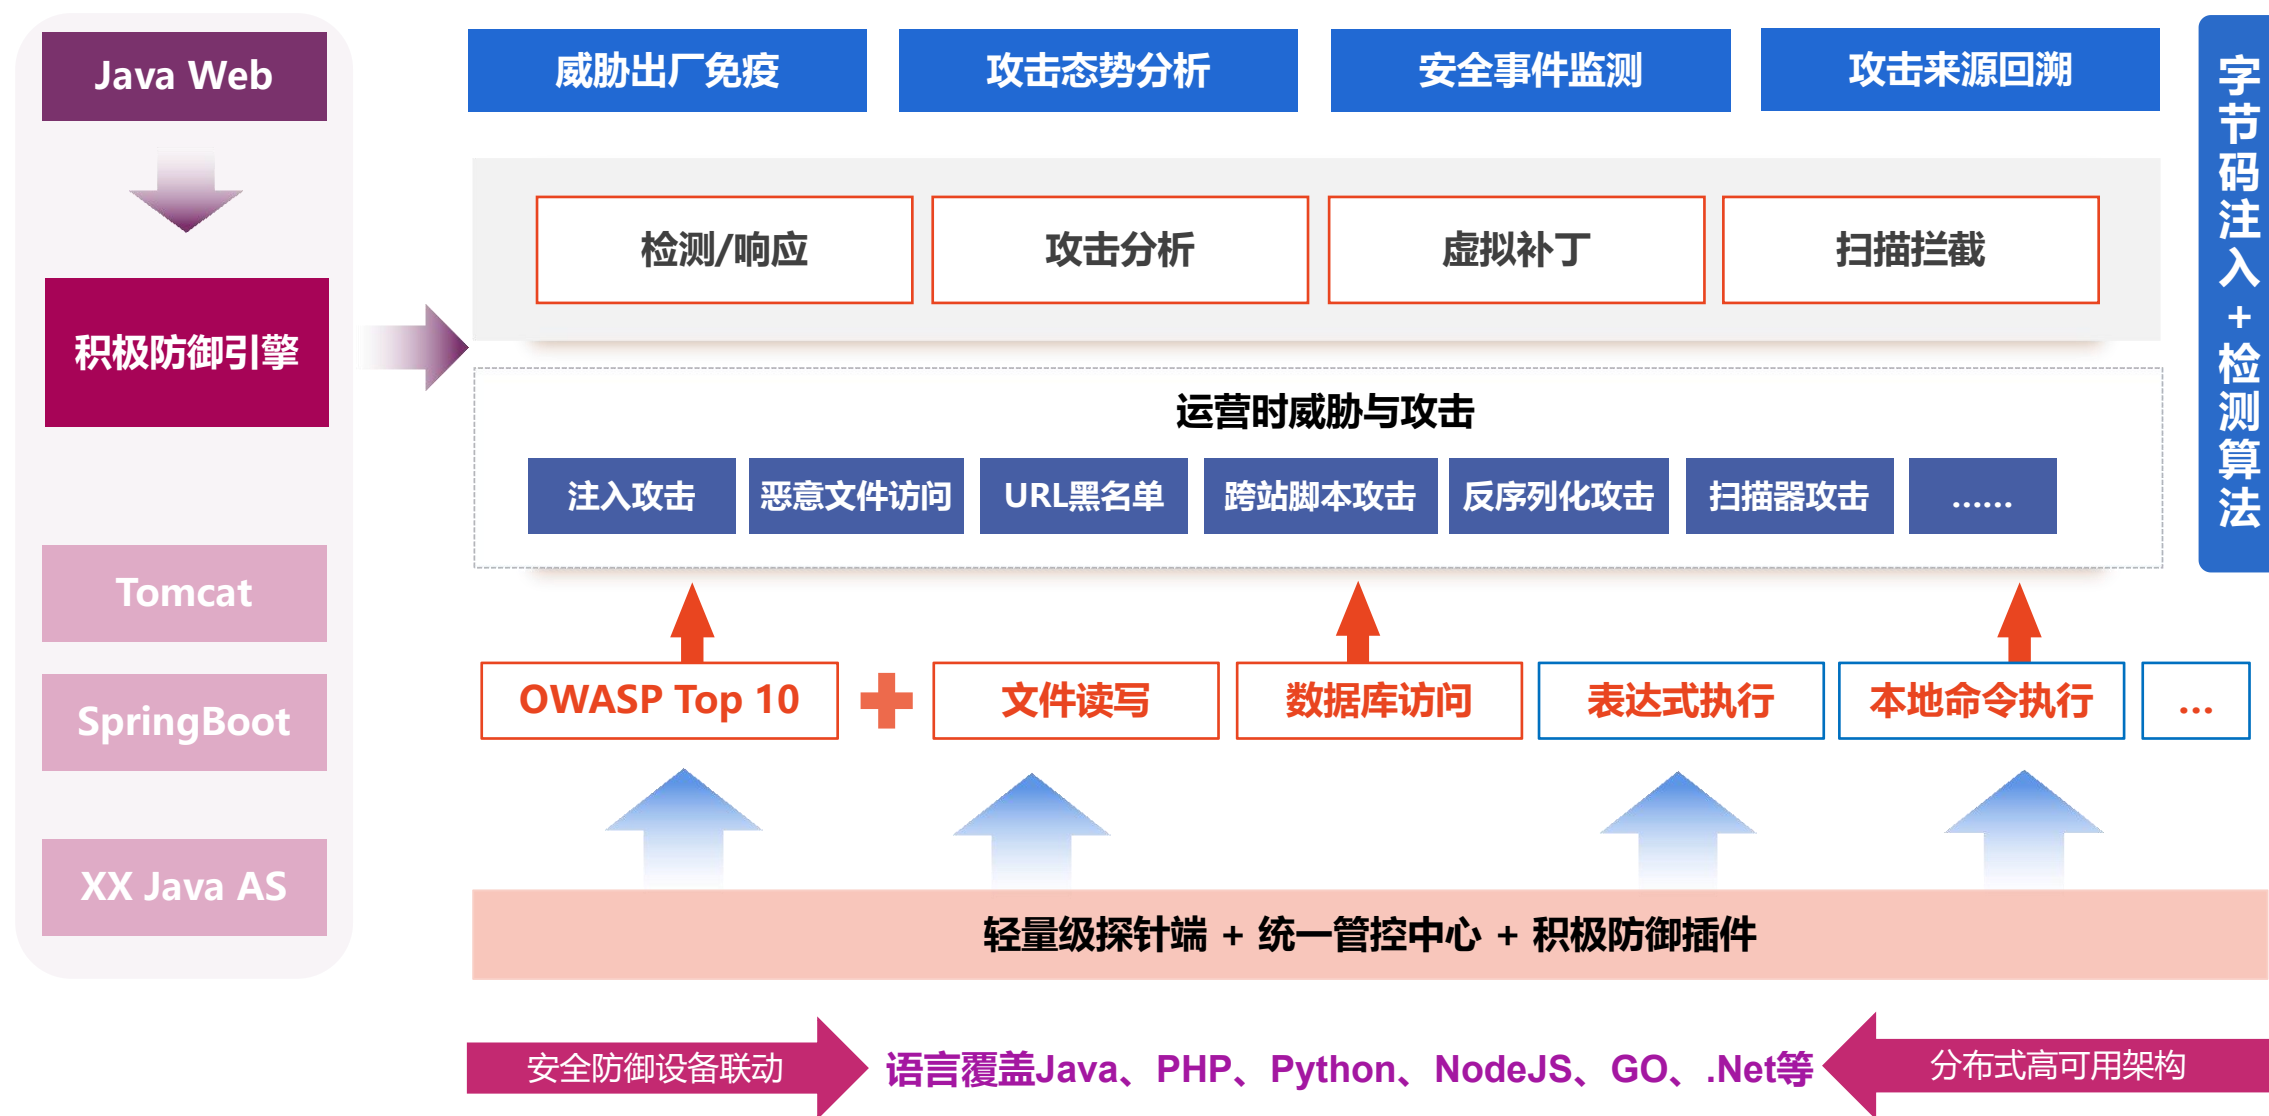 Java Web
积极防御引擎
Tomcat
SpringBoot
XX Java AS
威胁出厂免疫
攻击态势分析
安全事件监测
攻击来源回溯
检测/响应
攻击分析
虚拟补丁
扫描拦截
运营时威胁与攻击
注入攻击
恶意文件访问
URL黑名单
跨站脚本攻击
反序列化攻击
扫描器攻击
......
OWASP Top 10
文件读写
数据库访问
表达式执行
本地命令执行
...
轻量级探针端 + 统一管控中心 + 积极防御插件
安全防御设备联动
语言覆盖Java、PHP、Python、NodeJS、GO、.Net等
分布式高可用架构
字节码注入+检测算法